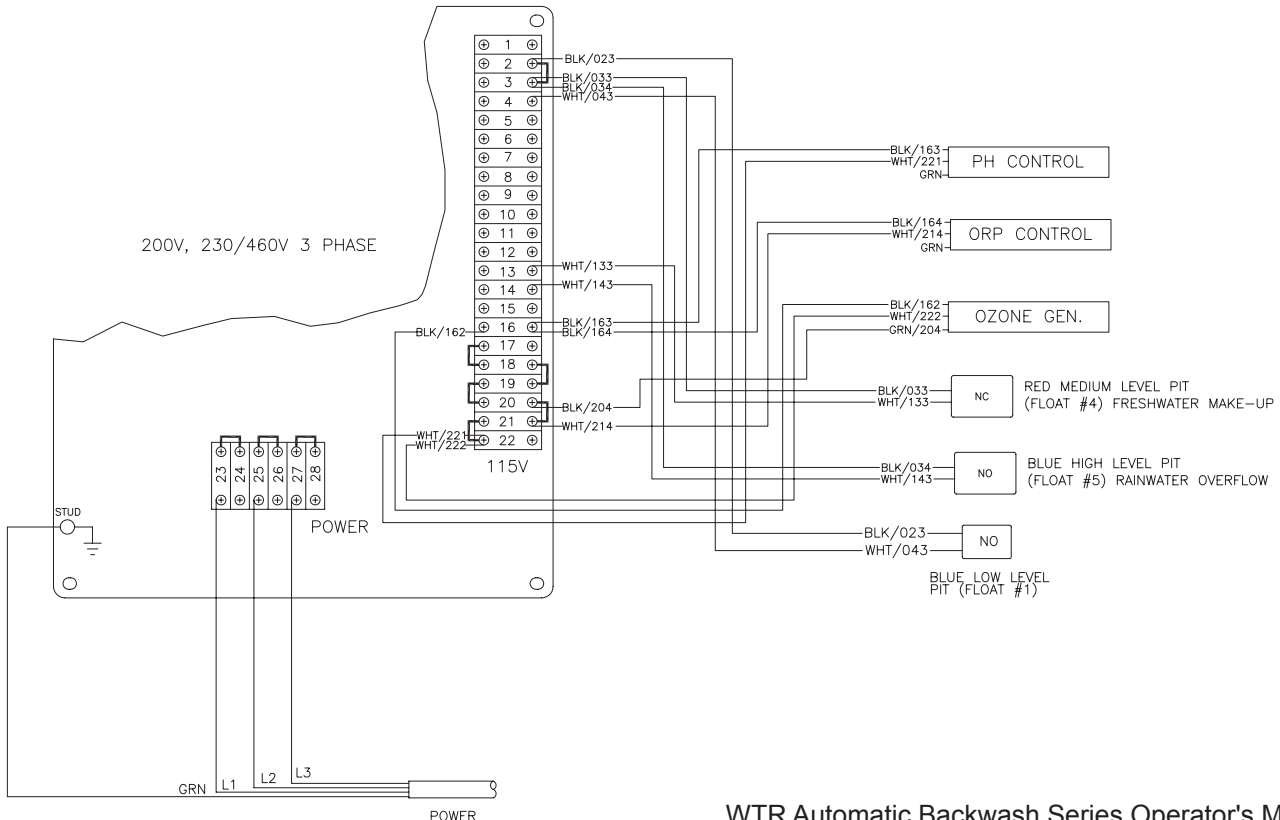 200V, 230/460V 3 PHASE
1
2
3
4
5
6
7
8
9
10
11
12
13
14
15
16
17
18
19
20
21
22
115V
BLK/023
BLK/033
BLK/034
WHT/043
WHT/133
WHT/143
BLK/163
BLK/164
BLK/204
WHT/214
BLK/162
WHT/221
WHT/222
BLK/163
WHT/221
GRN
PH CONTROL
BLK/164
WHT/214
GRN
ORP CONTROL
BLK/162
WHT/222
GRN/204
OZONE GEN.
BLK/033
WHT/133
NC
RED MEDIUM LEVEL PIT
(FLOAT #4) FRESHWATER MAKE-UP
BLK/034
WHT/143
NO
BLUE HIGH LEVEL PIT
(FLOAT #5) RAINWATER OVERFLOW
BLK/023
WHT/043
NO
BLUE LOW LEVEL
PIT (FLOAT #1)
23
24
25
26
27
28
POWER
STUD
GRN
L1
L2
L3
POWER
WTR Automatic Backwash Series Operator's M